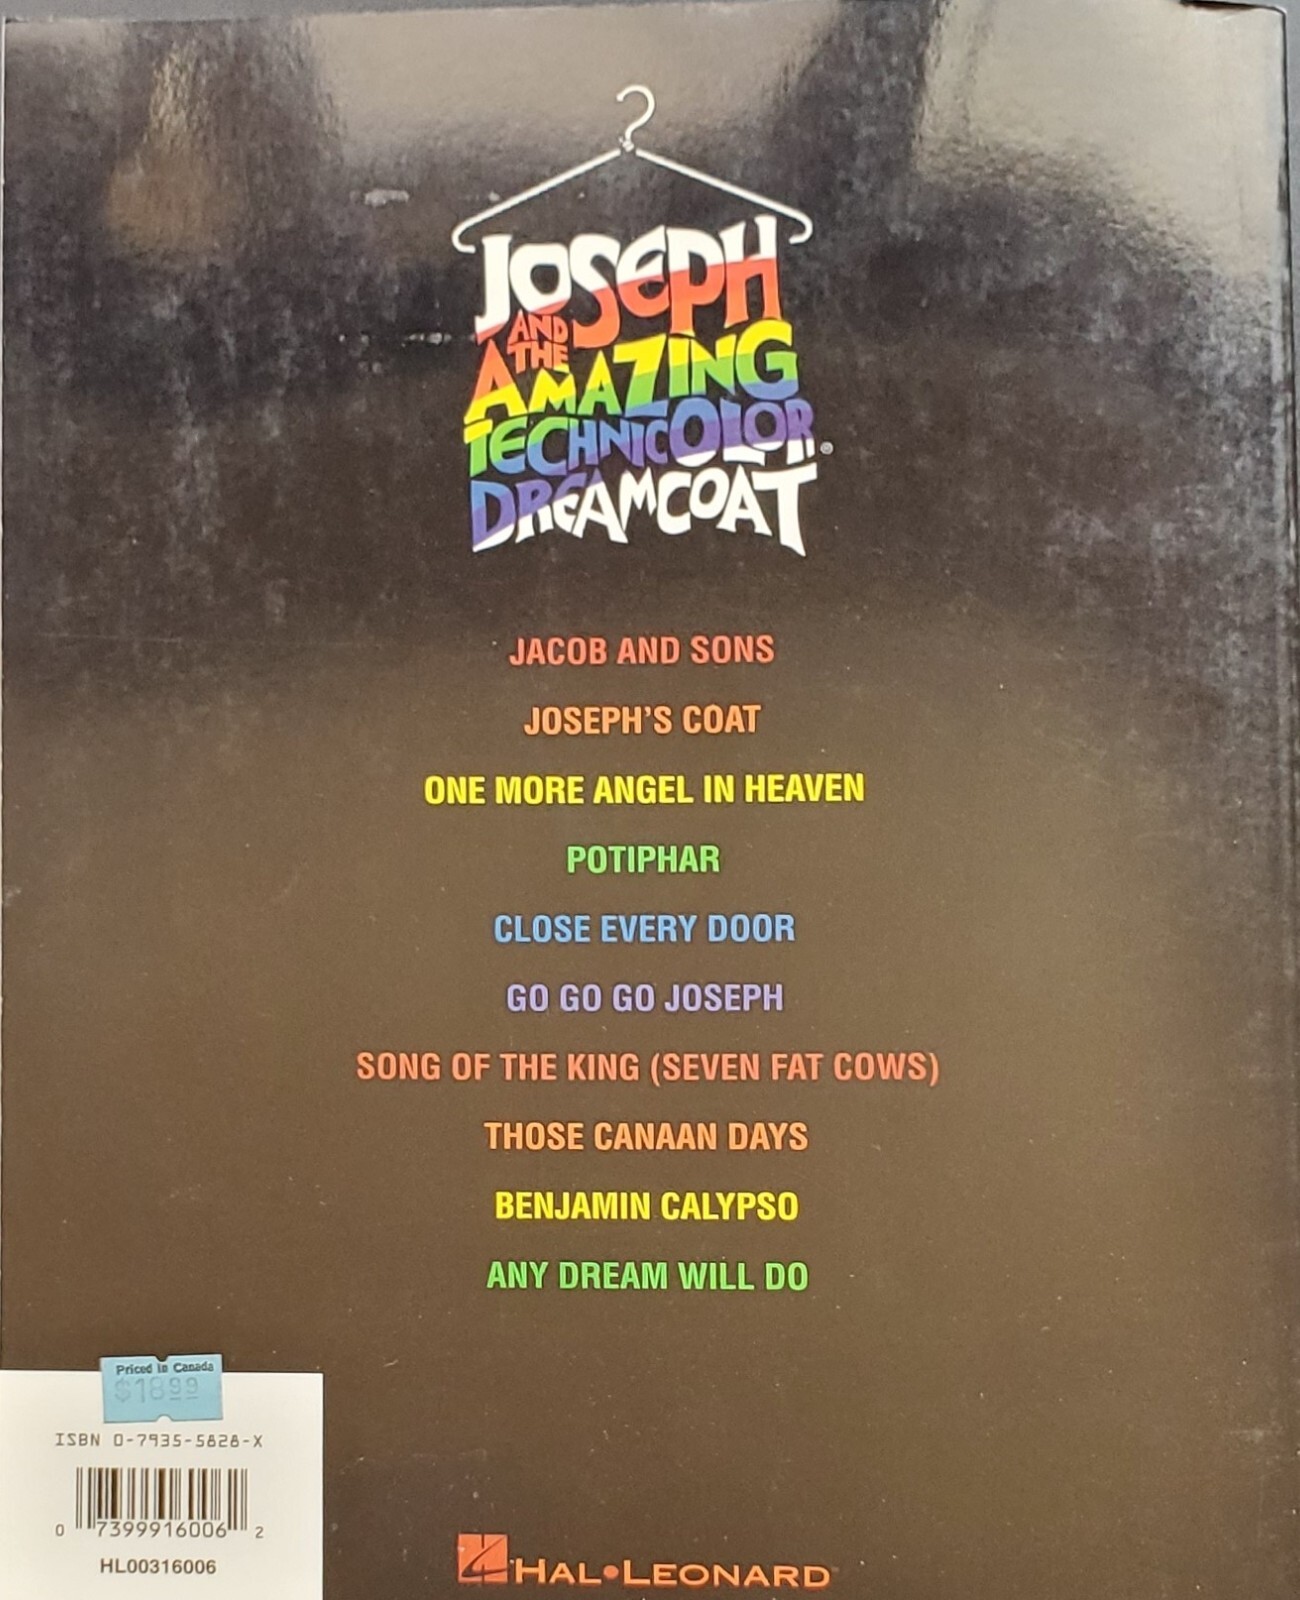 JOSEPH
AND
THE
AMAZING
TECHNICOLOR®
DREAMCOAT
JACOB AND SONS
JOSEPH'S COAT
ONE MORE ANGEL IN HEAVEN
POTIPHAR
CLOSE EVERY DOOR
GO GO GO JOSEPH
SONG OF THE KING (SEVEN FAT COWS)
THOSE CANAAN DAYS
BENJAMIN CALYPSO
ANY DREAM WILL DO
Priced in Canada
$18.99
ISBN 0-7935-5828-X
0 73999 16006 2
HL00316006
HAL•LEONARD